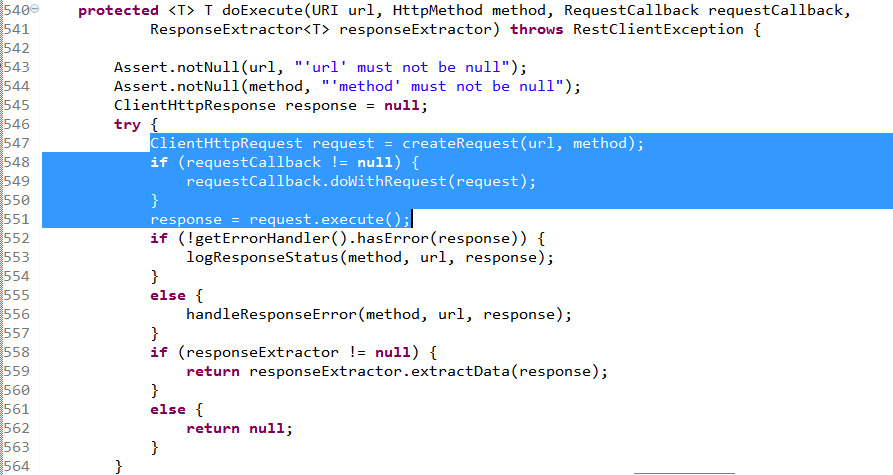 540 protected <T> T doExecute(URI url, HttpMethod method, RequestCallback requestCallback,
541 ResponseExtractor<T> responseExtractor) throws RestClientException {
542
543 Assert.notNull(url, "'url' must not be null");
544 Assert.notNull(method, "'method' must not be null");
545 ClientHttpResponse response = null;
546 try {
547 ClientHttpRequest request = createRequest(url, method);
548 if (requestCallback != null) {
549 requestCallback.doWithRequest(request);
550 }
551 response = request.execute();
552 if (!getErrorHandler().hasError(response)) {
553 logResponseStatus(method, url, response);
554 }
555 else {
556 handleResponseError(method, url, response);
557 }
558 if (responseExtractor != null) {
559 return responseExtractor.extractData(response);
560 }
561 else {
562 return null;
563 }
564 }